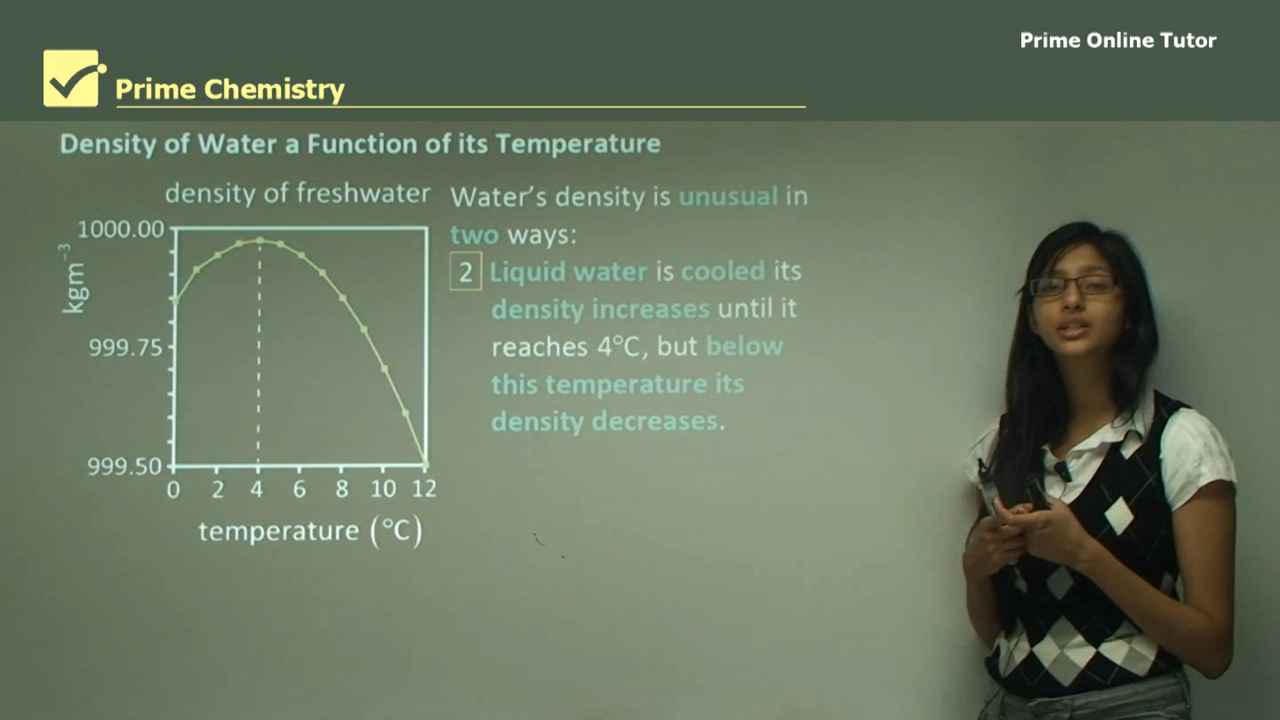 Prime Online Tutor
Prime Chemistry
Density of Water a Function of its Temperature
density of freshwater
1000.00
999.75
999.50
kgm⁻³
0 2 4 6 8 10 12
temperature (°C)
Water's density is unusual in
two ways:
2 Liquid water is cooled its
density increases until it
reaches 4°C, but below
this temperature its
density decreases.